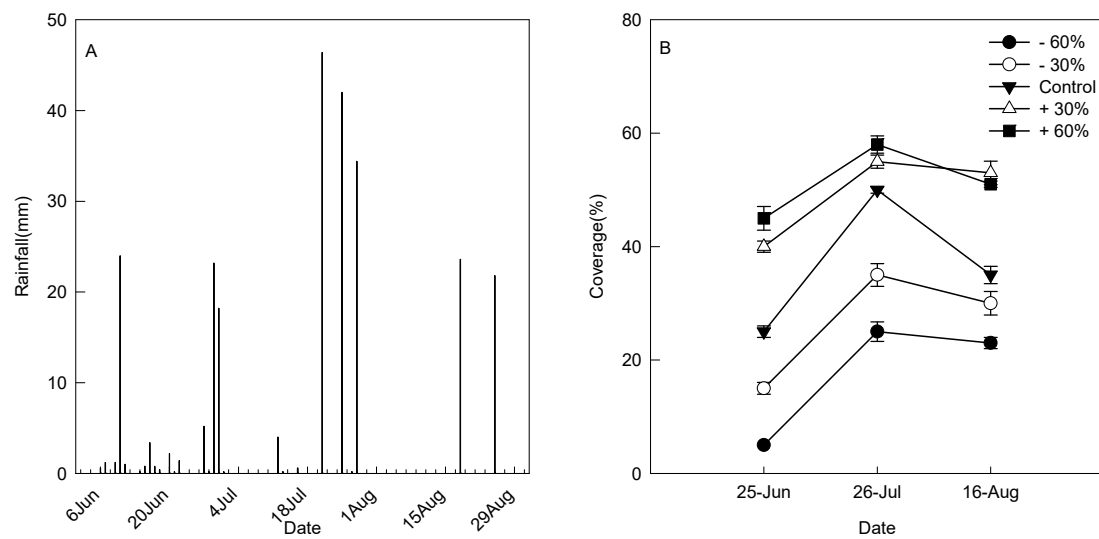 A
50
40
30
20
10
0
Rainfall(mm)
6Jun
20Jun
4Jul
18Jul
1Aug
15Aug
29Aug
Date
B
80
60
40
20
0
Coverage(%)
- 60%
- 30%
Control
+ 30%
+ 60%
25-Jun
26-Jul
16-Aug
Date